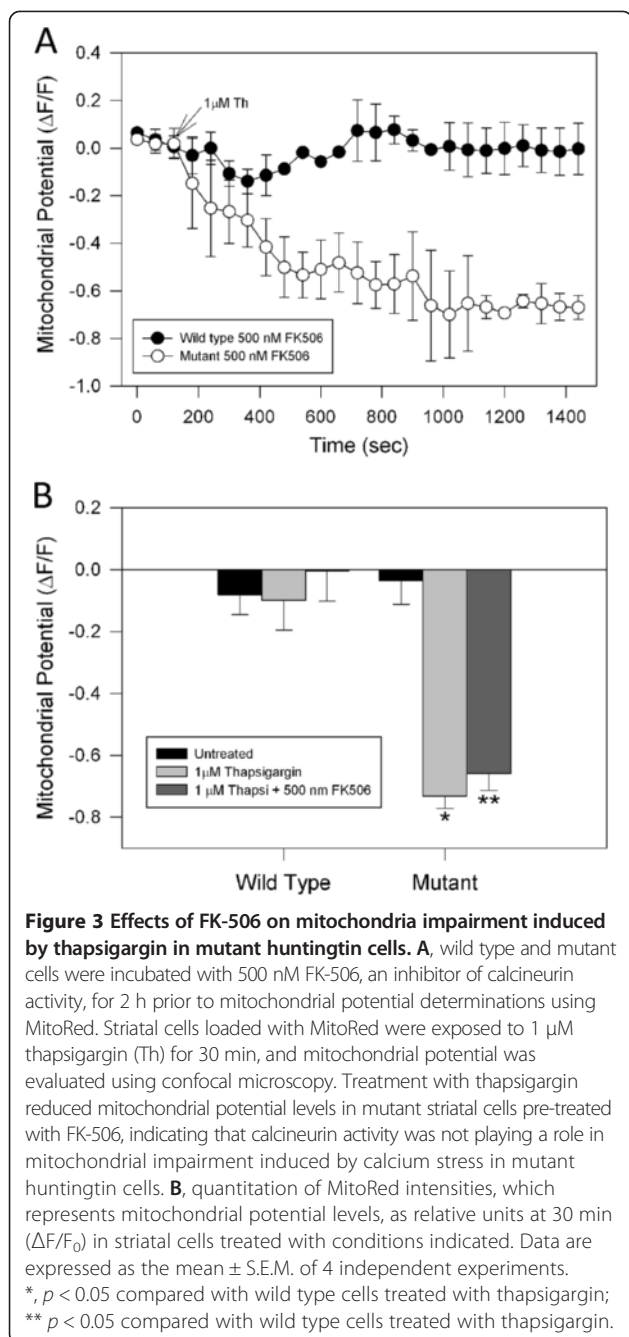 A
Mitochondrial Potential (ΔF/F)
0.4
0.2
0.0
-0.2
-0.4
-0.6
-0.8
-1.0
1μM Th
Wild type 500 nM FK506
Mutant 500 nM FK506
0 200 400 600 800 1000 1200 1400
Time (sec)
B
Mitochondrial Potential (ΔF/F)
0.2
0.0
-0.2
-0.4
-0.6
-0.8
Untreated
1μM Thapsigargin
1 μM Thapsi + 500 nm FK506
* **
Wild Type Mutant
Figure 3 Effects of FK-506 on mitochondria impairment induced
by thapsigargin in mutant huntingtin cells. A, wild type and mutant
cells were incubated with 500 nM FK-506, an inhibitor of calcineurin
activity, for 2 h prior to mitochondrial potential determinations using
MitoRed. Striatal cells loaded with MitoRed were exposed to 1 μM
thapsigargin (Th) for 30 min, and mitochondrial potential was
evaluated using confocal microscopy. Treatment with thapsigargin
reduced mitochondrial potential levels in mutant striatal cells pre-treated
with FK-506, indicating that calcineurin activity was not playing a role in
mitochondrial impairment induced by calcium stress in mutant
huntingtin cells. B, quantitation of MitoRed intensities, which
represents mitochondrial potential levels, as relative units at 30 min
(ΔF/F₀) in striatal cells treated with conditions indicated. Data are
expressed as the mean ± S.E.M. of 4 independent experiments.
*, p < 0.05 compared with wild type cells treated with thapsigargin;
** p < 0.05 compared with wild type cells treated with thapsigargin.